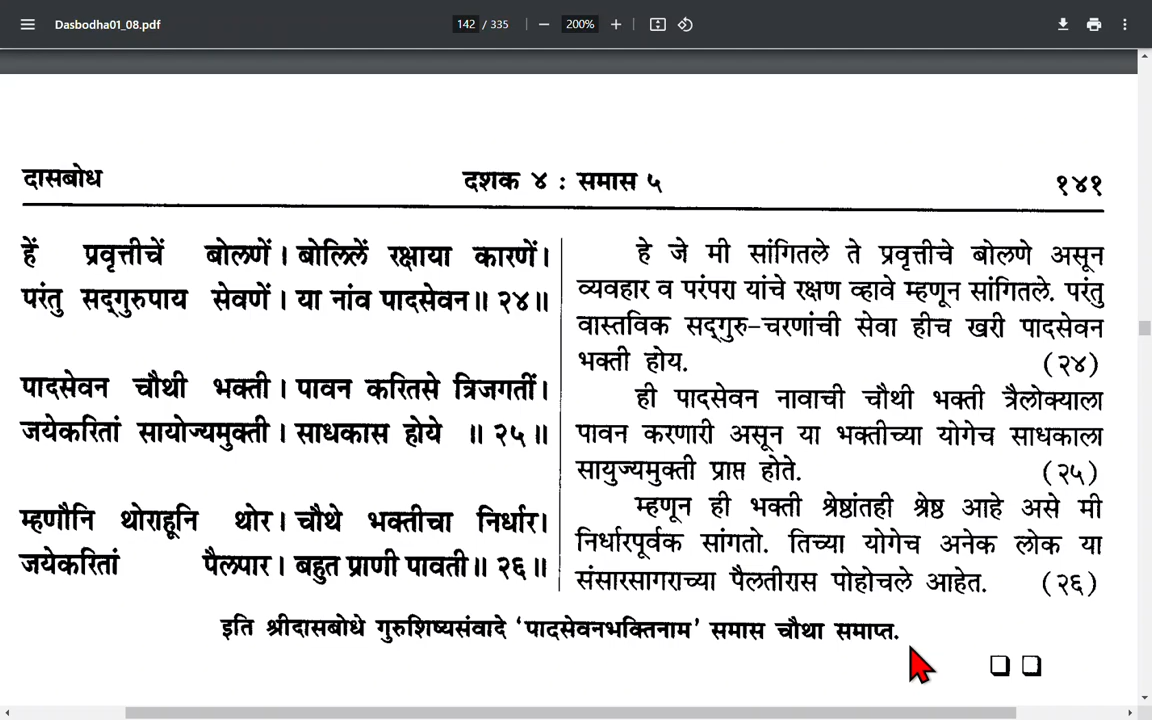 Dasbodha01_08.pdf
142 / 335
200%
दासबोध
दशक ४ : समास ५
१४१
हें प्रवृत्तीचें बोलणें। बोलिलें रक्षाया कारणें।
परंतु सद्गुरुपाय सेवणें। या नांव पादसेवन॥ २४॥
पादसेवन चौथी भक्ती। पावन करितसे त्रिजगतीं।
जयेकरितां सायोज्यमुक्ती। साधकास होये ॥ २५॥
म्हणौनि थोराहूनि थोर। चौथे भक्तीचा निर्धार।
जयेकरितां पैलपार। बहुत प्राणी पावती॥ २६॥
हे जे मी सांगितले ते प्रवृत्तीचे बोलणे असून
व्यवहार व परंपरा यांचे रक्षण व्हावे म्हणून सांगितले. परंतु
वास्तविक सद्गुरु-चरणांची सेवा हीच खरी पादसेवन
भक्ती होय. (२४)
ही पादसेवन नावाची चौथी भक्ती त्रैलोक्याला
पावन करणारी असून या भक्तीच्या योगेच साधकाला
सायुज्यमुक्ती प्राप्त होते. (२५)
म्हणून ही भक्ती श्रेष्ठांतही श्रेष्ठ आहे असे मी
निर्धारपूर्वक सांगतो. तिच्या योगेच अनेक लोक या
संसारसागराच्या पैलतीरास पोहोचले आहेत. (२६)
इति श्रीदासबोधे गुरुशिष्यसंवादे ‘पादसेवनभक्तिनाम’ समास चौथा समाप्त.